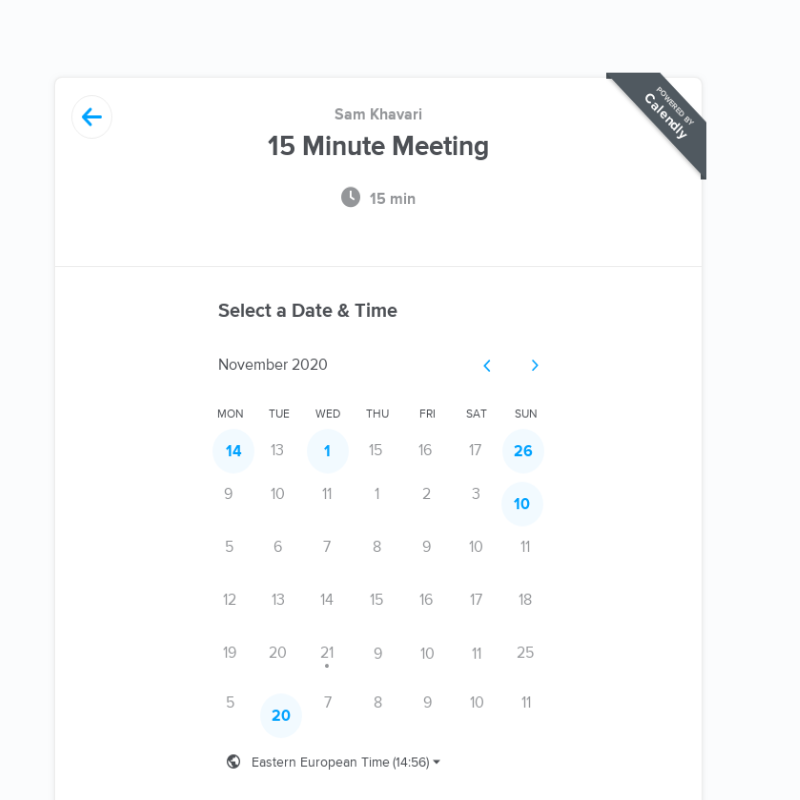 POWERED BY
Calendly
Sam Khavari
15 Minute Meeting
15 min
Select a Date & Time
November 2020
MON TUE WED THU FRI SAT SUN
14 13 1 15 16 17 26
9 10 11 1 2 3 10
5 6 7 8 9 10 11
12 13 14 15 16 17 18
19 20 21 9 10 11 25
5 20 7 8 9 10 11
Eastern European Time (14:56)